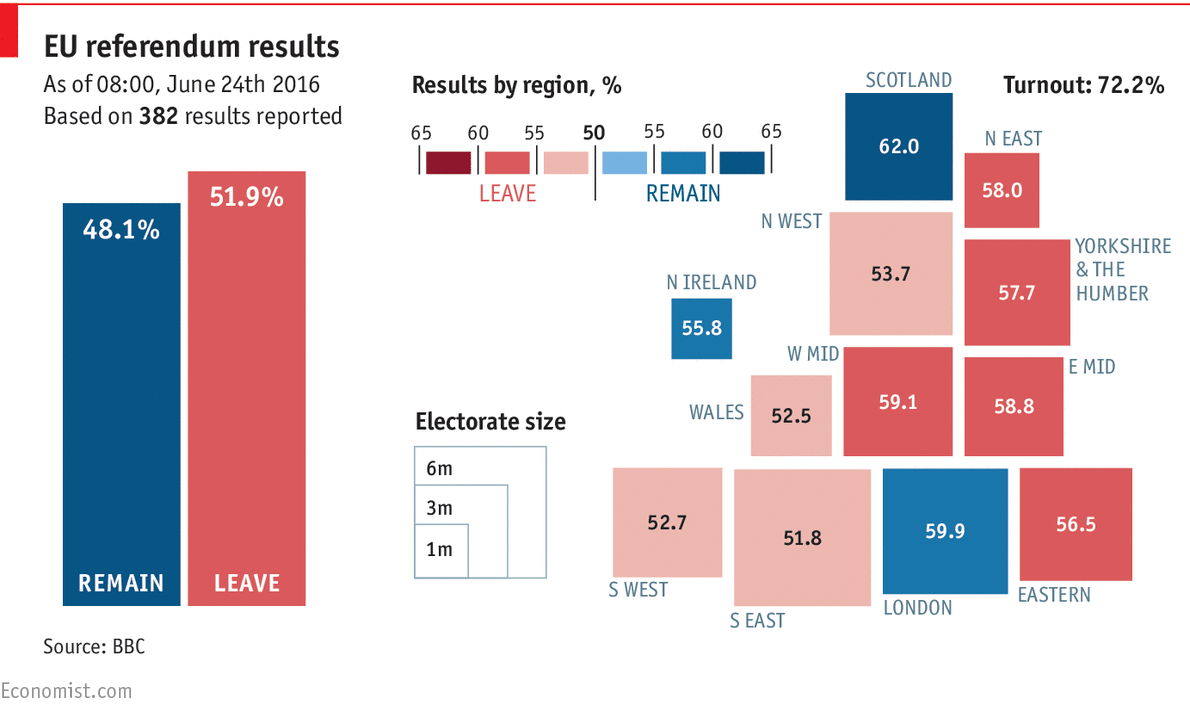 EU referendum results
As of 08:00, June 24th 2016
Based on 382 results reported
48.1%
51.9%
REMAIN
LEAVE
Results by region, %
65 60 55 50 55 60 65
LEAVE REMAIN
Turnout: 72.2%
SCOTLAND
62.0
N EAST
58.0
N WEST
53.7
YORKSHIRE
& THE
HUMBER
57.7
N IRELAND
55.8
W MID
59.1
E MID
58.8
WALES
52.5
Electorate size
6m
3m
1m
52.7
S WEST
51.8
S EAST
59.9
LONDON
56.5
EASTERN
Source: BBC
Economist.com